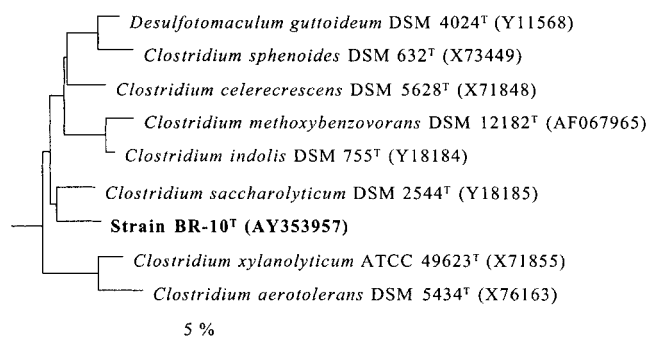 Desulfotomaculum guttoideum DSM 4024ᵀ (Y11568)
Clostridium sphenoides DSM 632ᵀ (X73449)
Clostridium celerecrescens DSM 5628ᵀ (X71848)
Clostridium methoxybenzovorans DSM 12182ᵀ (AF067965)
Clostridium indolis DSM 755ᵀ (Y18184)
Clostridium saccharolyticum DSM 2544ᵀ (Y18185)
Strain BR-10ᵀ (AY353957)
Clostridium xylanolyticum ATCC 49623ᵀ (X71855)
Clostridium aerotolerans DSM 5434ᵀ (X76163)
5 %